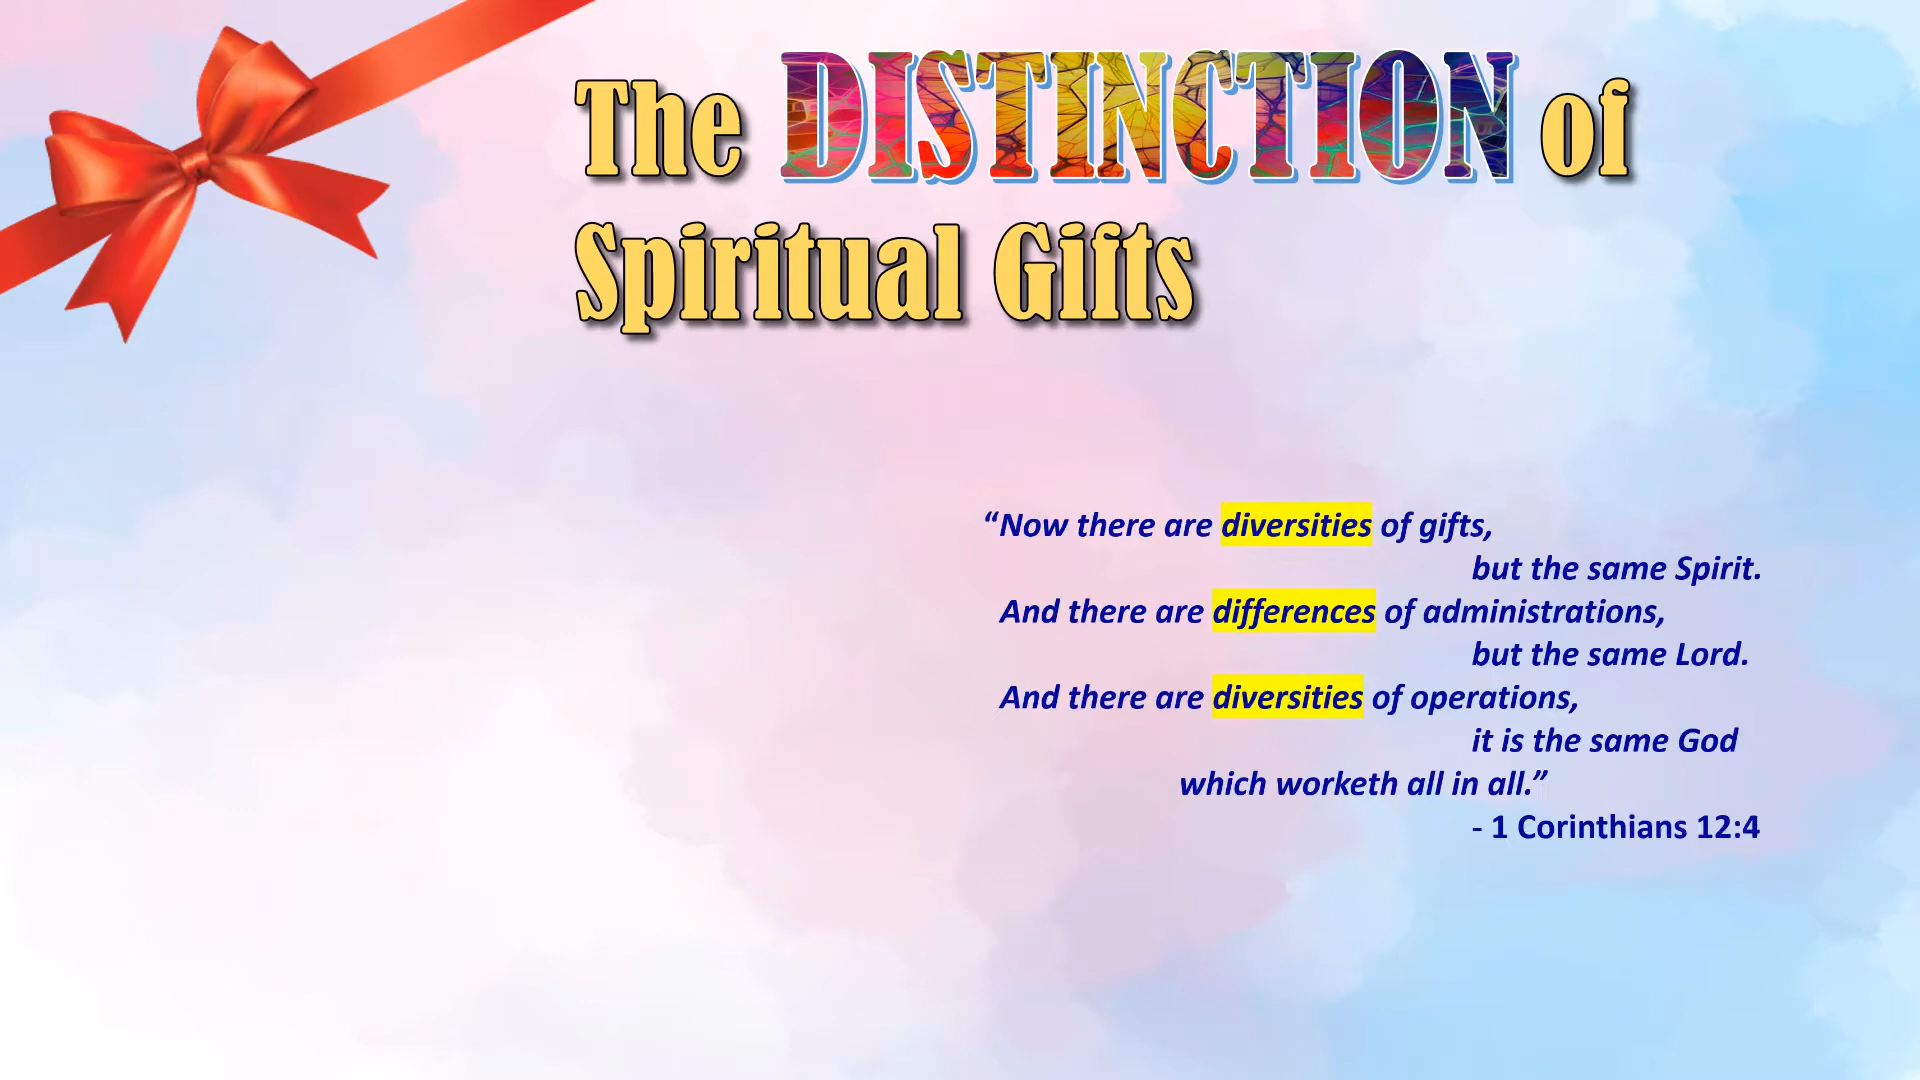 The DISTINCTION of
Spiritual Gifts
“Now there are diversities of gifts,
but the same Spirit.
And there are differences of administrations,
but the same Lord.
And there are diversities of operations,
it is the same God
which worketh all in all.”
- 1 Corinthians 12:4